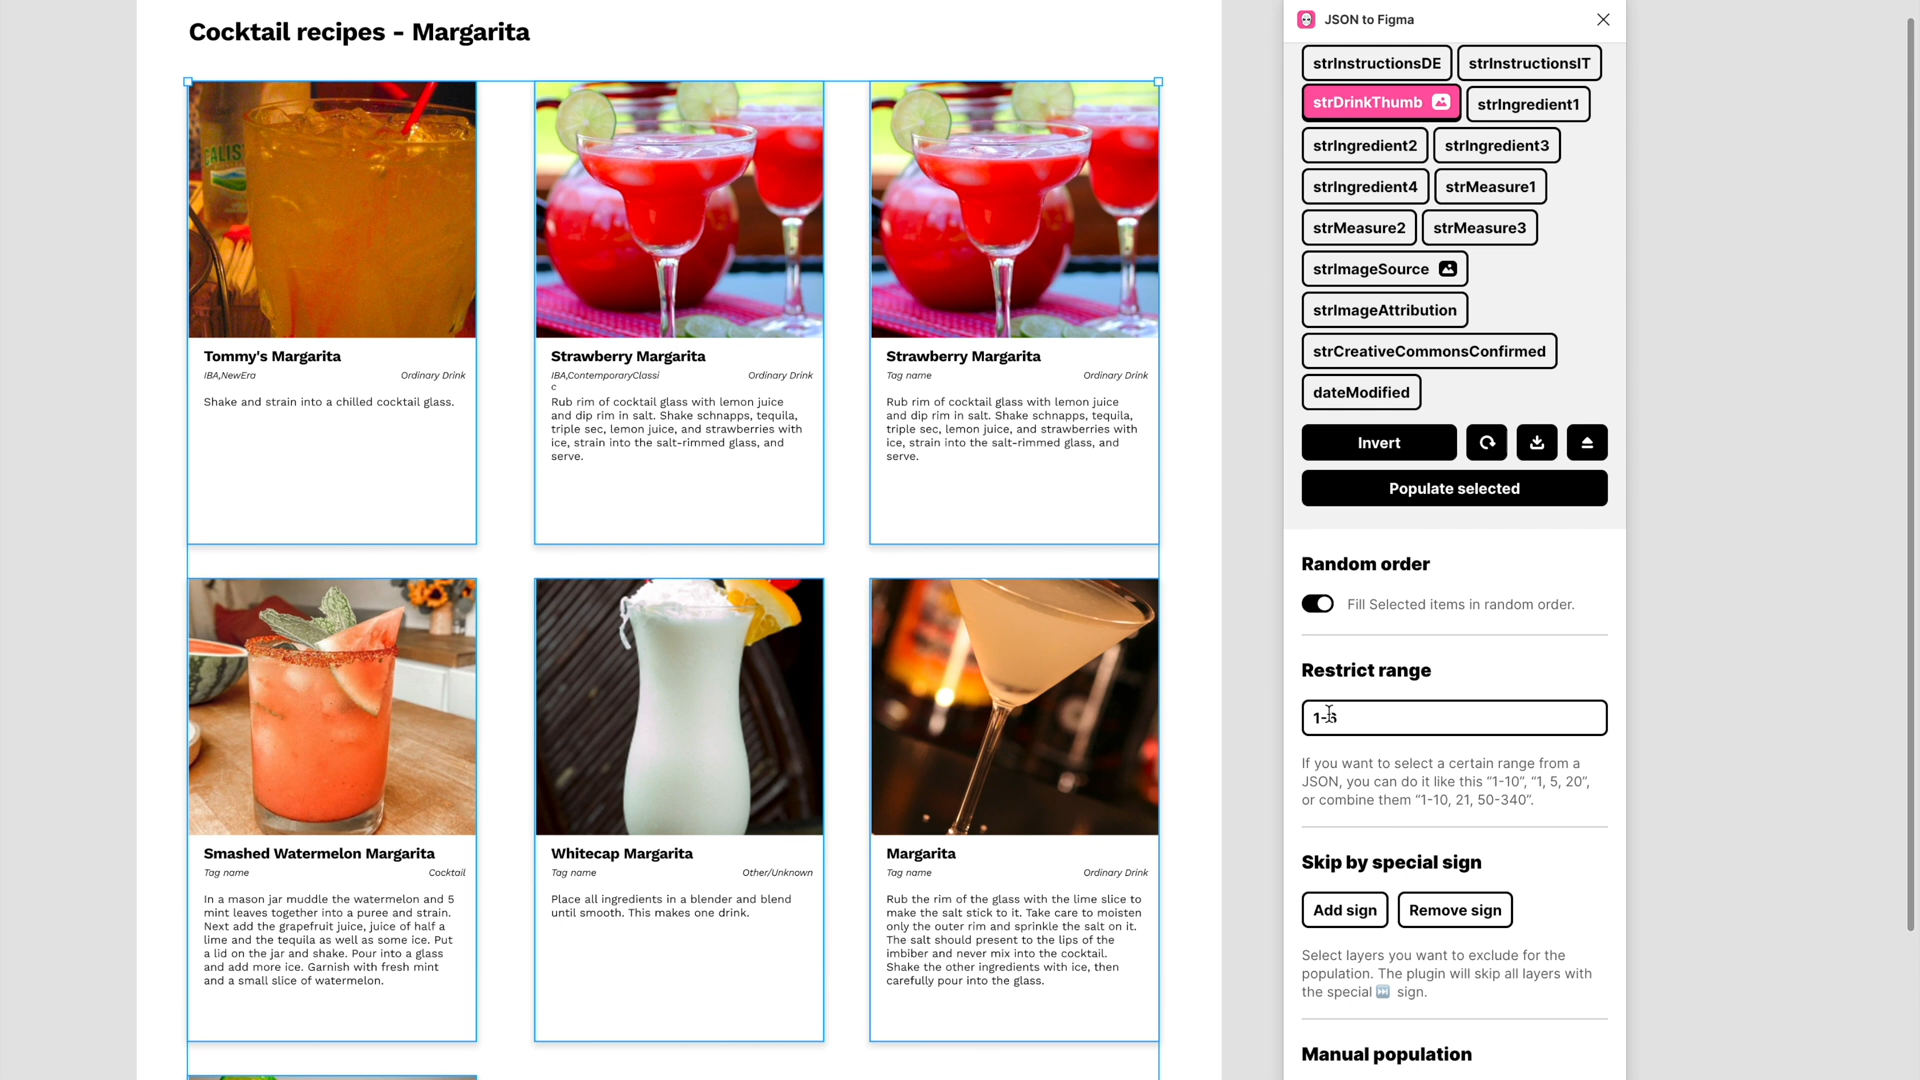 Cocktail recipes - Margarita
CALIS
Tommy's Margarita
IBA,NewEra
Ordinary Drink
Shake and strain into a chilled cocktail glass.
Strawberry Margarita
IBA,ContemporaryClassi
c
Ordinary Drink
Rub rim of cocktail glass with lemon juice
and dip rim in salt. Shake schnapps, tequila,
triple sec, lemon juice, and strawberries with
ice, strain into the salt-rimmed glass, and
serve.
Strawberry Margarita
Tag name
Ordinary Drink
Rub rim of cocktail glass with lemon juice
and dip rim in salt. Shake schnapps, tequila,
triple sec, lemon juice, and strawberries with
ice, strain into the salt-rimmed glass, and
serve.
Smashed Watermelon Margarita
Tag name
Cocktail
In a mason jar muddle the watermelon and 5
mint leaves together into a puree and strain.
Next add the grapefruit juice, juice of half a
lime and the tequila as well as some ice. Put
a lid on the jar and shake. Pour into a glass
and add more ice. Garnish with fresh mint
and a small slice of watermelon.
Whitecap Margarita
Tag name
Other/Unknown
Place all ingredients in a blender and blend
until smooth. This makes one drink.
Margarita
Tag name
Ordinary Drink
Rub the rim of the glass with the lime slice to
make the salt stick to it. Take care to moisten
only the outer rim and sprinkle the salt on it.
The salt should present to the lips of the
imbiber and never mix into the cocktail.
Shake the other ingredients with ice, then
carefully pour into the glass.
JSON to Figma
strInstructionsDE
strInstructionsIT
strDrinkThumb
strIngredient1
strIngredient2
strIngredient3
strIngredient4
strMeasure1
strMeasure2
strMeasure3
strImageSource
strImageAttribution
strCreativeCommonsConfirmed
dateModified
Invert
Populate selected
Random order
Fill Selected items in random order.
Restrict range
1-6
If you want to select a certain range from a
JSON, you can do it like this “1-10”, “1, 5, 20”,
or combine them “1-10, 21, 50-340”.
Skip by special sign
Add sign
Remove sign
Select layers you want to exclude for the
population. The plugin will skip all layers with
the special ⏭ sign.
Manual population